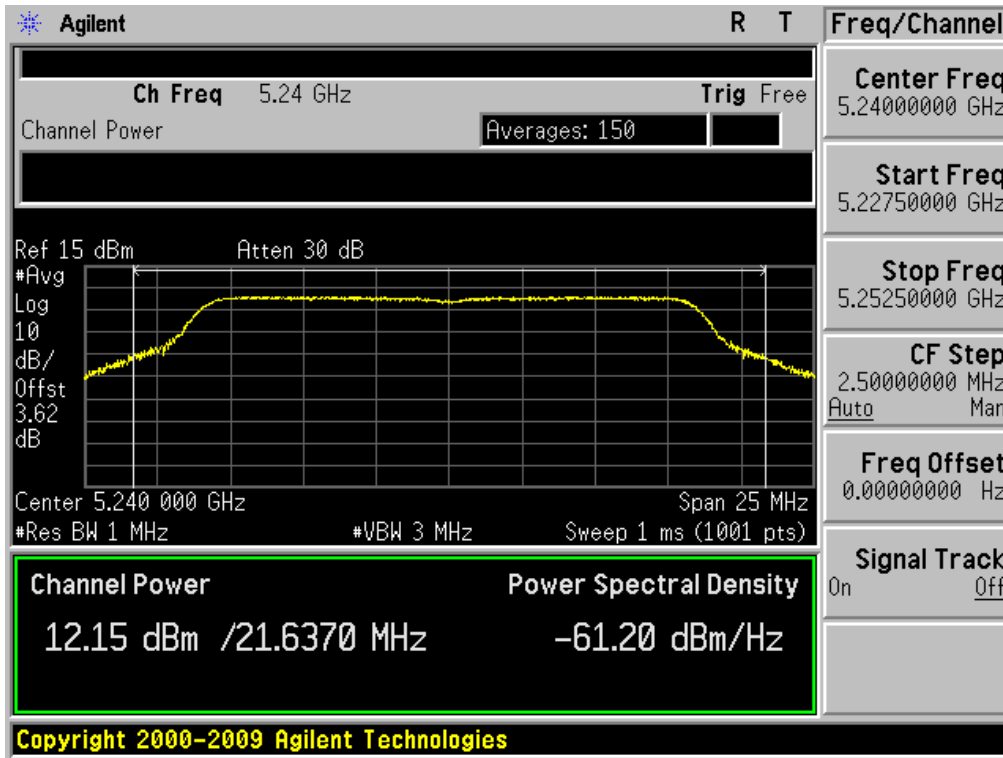 Agilent R T
Ch Freq 5.24 GHz Trig Free
Channel Power Averages: 150
Ref 15 dBm Atten 30 dB
#Avg
Log
10
dB/
Offst
3.62
dB
Center 5.240 000 GHz Span 25 MHz
#Res BW 1 MHz #VBW 3 MHz Sweep 1 ms (1001 pts)
Channel Power Power Spectral Density
12.15 dBm /21.6370 MHz -61.20 dBm/Hz
Copyright 2000-2009 Agilent Technologies
Freq/Channel
Center Freq
5.24000000 GHz
Start Freq
5.22750000 GHz
Stop Freq
5.25250000 GHz
CF Step
2.50000000 MHz
Auto Man
Freq Offset
0.00000000 Hz
Signal Track
On Off